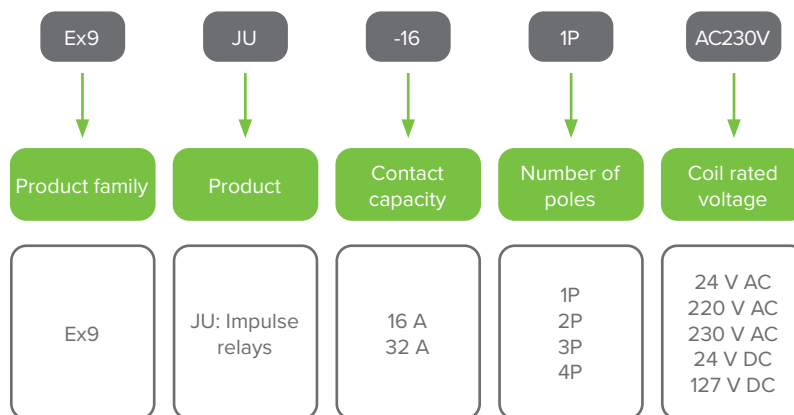 Ex9
JU
-16
1P
AC230V
Product family
Product
Contact
capacity
Number of
poles
Coil rated
voltage
Ex9
JU: Impulse
relays
16 A
32 A
1P
2P
3P
4P
24 V AC
220 V AC
230 V AC
24 V DC
127 V DC